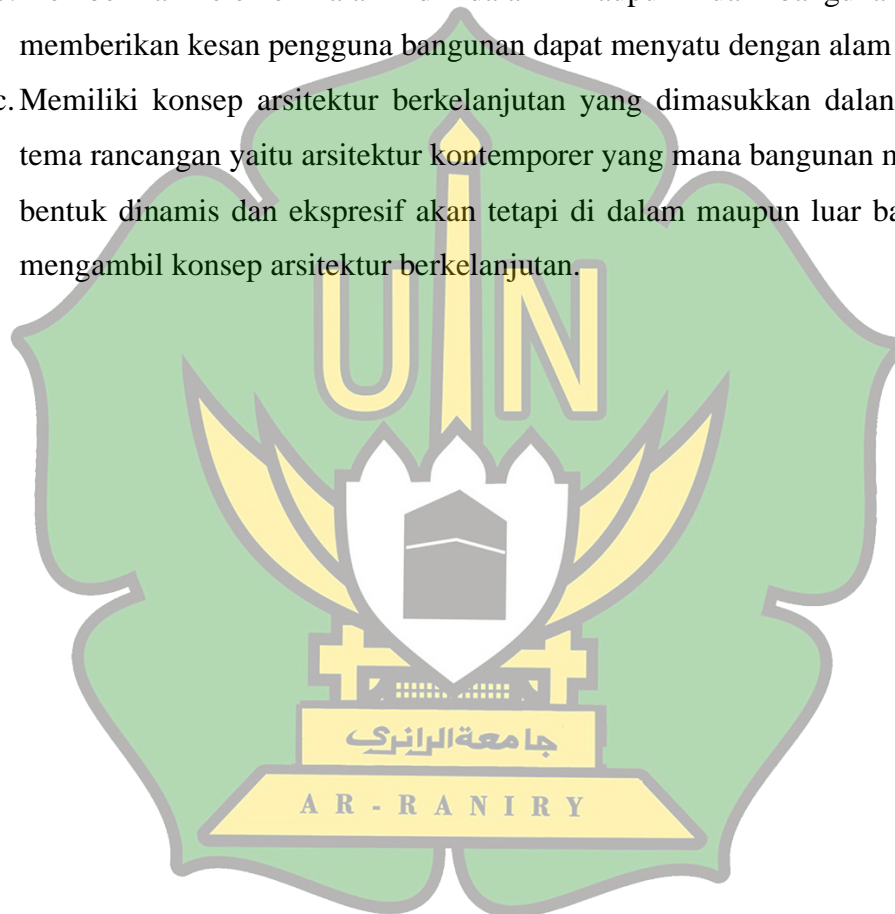 memberikan kesan pengguna bangunan dapat menyatu dengan alam
c. Memiliki konsep arsitektur berkelanjutan yang dimasukkan dalam
tema rancangan yaitu arsitektur kontemporer yang mana bangunan
bentuk dinamis dan ekspresif akan tetapi di dalam maupun luar
mengambil konsep arsitektur berkelanjutan.
UIN
جامعة الرانري
AR-RANIRY